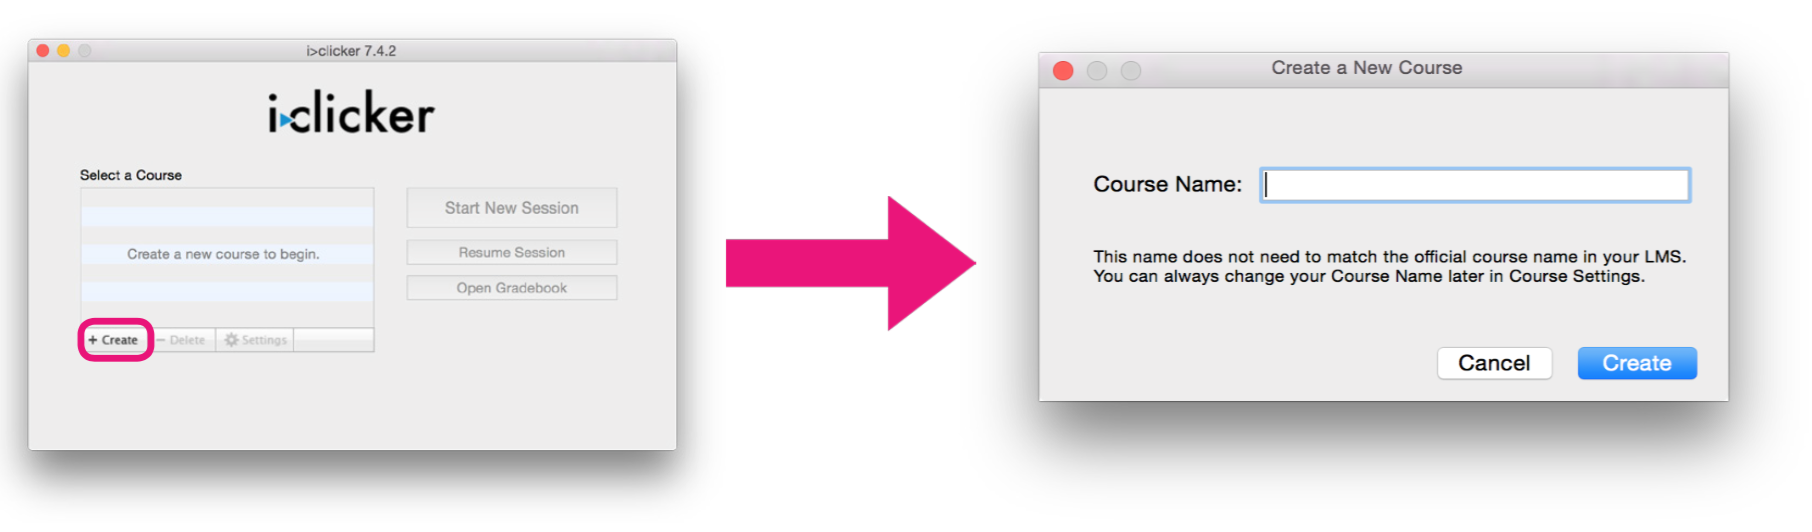 i>clicker 7.4.2
i>clicker
Select a Course
Create a new course to begin.
+ Create
− Delete
Settings
Start New Session
Resume Session
Open Gradebook
Create a New Course
Course Name:
This name does not need to match the official course name in your LMS.
You can always change your Course Name later in Course Settings.
Cancel
Create